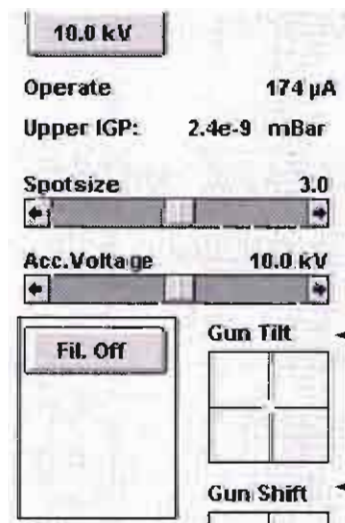 10.0 kV
Operate 174 µA
Upper IGP: 2.4e-9 mBar
Spotsize 3.0
Acc.Voltage 10.0 kV
Fil. Off
Gun Tilt
Gun Shift